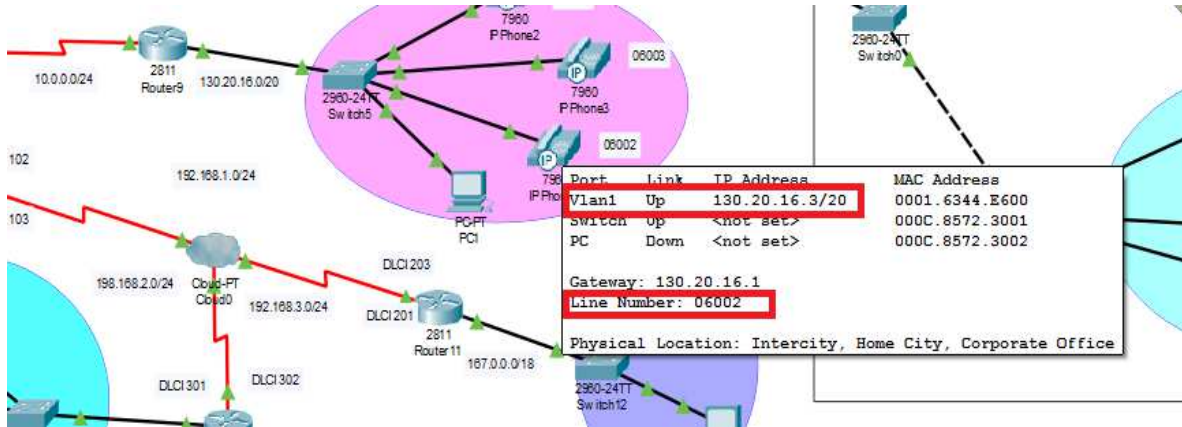 7960
IP Phone2
06003
7960
IP Phone3
06002
2811
Router9
10.0.0.0/24
130.20.16.0/20
2960-24TT
Switch5
2960-24TT
Switch0
102
103
192.168.1.0/24
PC-PT
PC1
198.168.2.0/24
Cloud-PT
Cloud0
192.168.3.0/24
DLCI 203
DLCI 201
2811
Router11
167.0.0.0/18
DLCI 301
DLCI 302
2960-24TT
Switch12
796
IP Pho
Port Link IP Address MAC Address
Vlan1 Up 130.20.16.3/20 0001.6344.E600
Switch Up <not set> 000C.8572.3001
PC Down <not set> 000C.8572.3002
Gateway: 130.20.16.1
Line Number: 06002
Physical Location: Intercity, Home City, Corporate Office